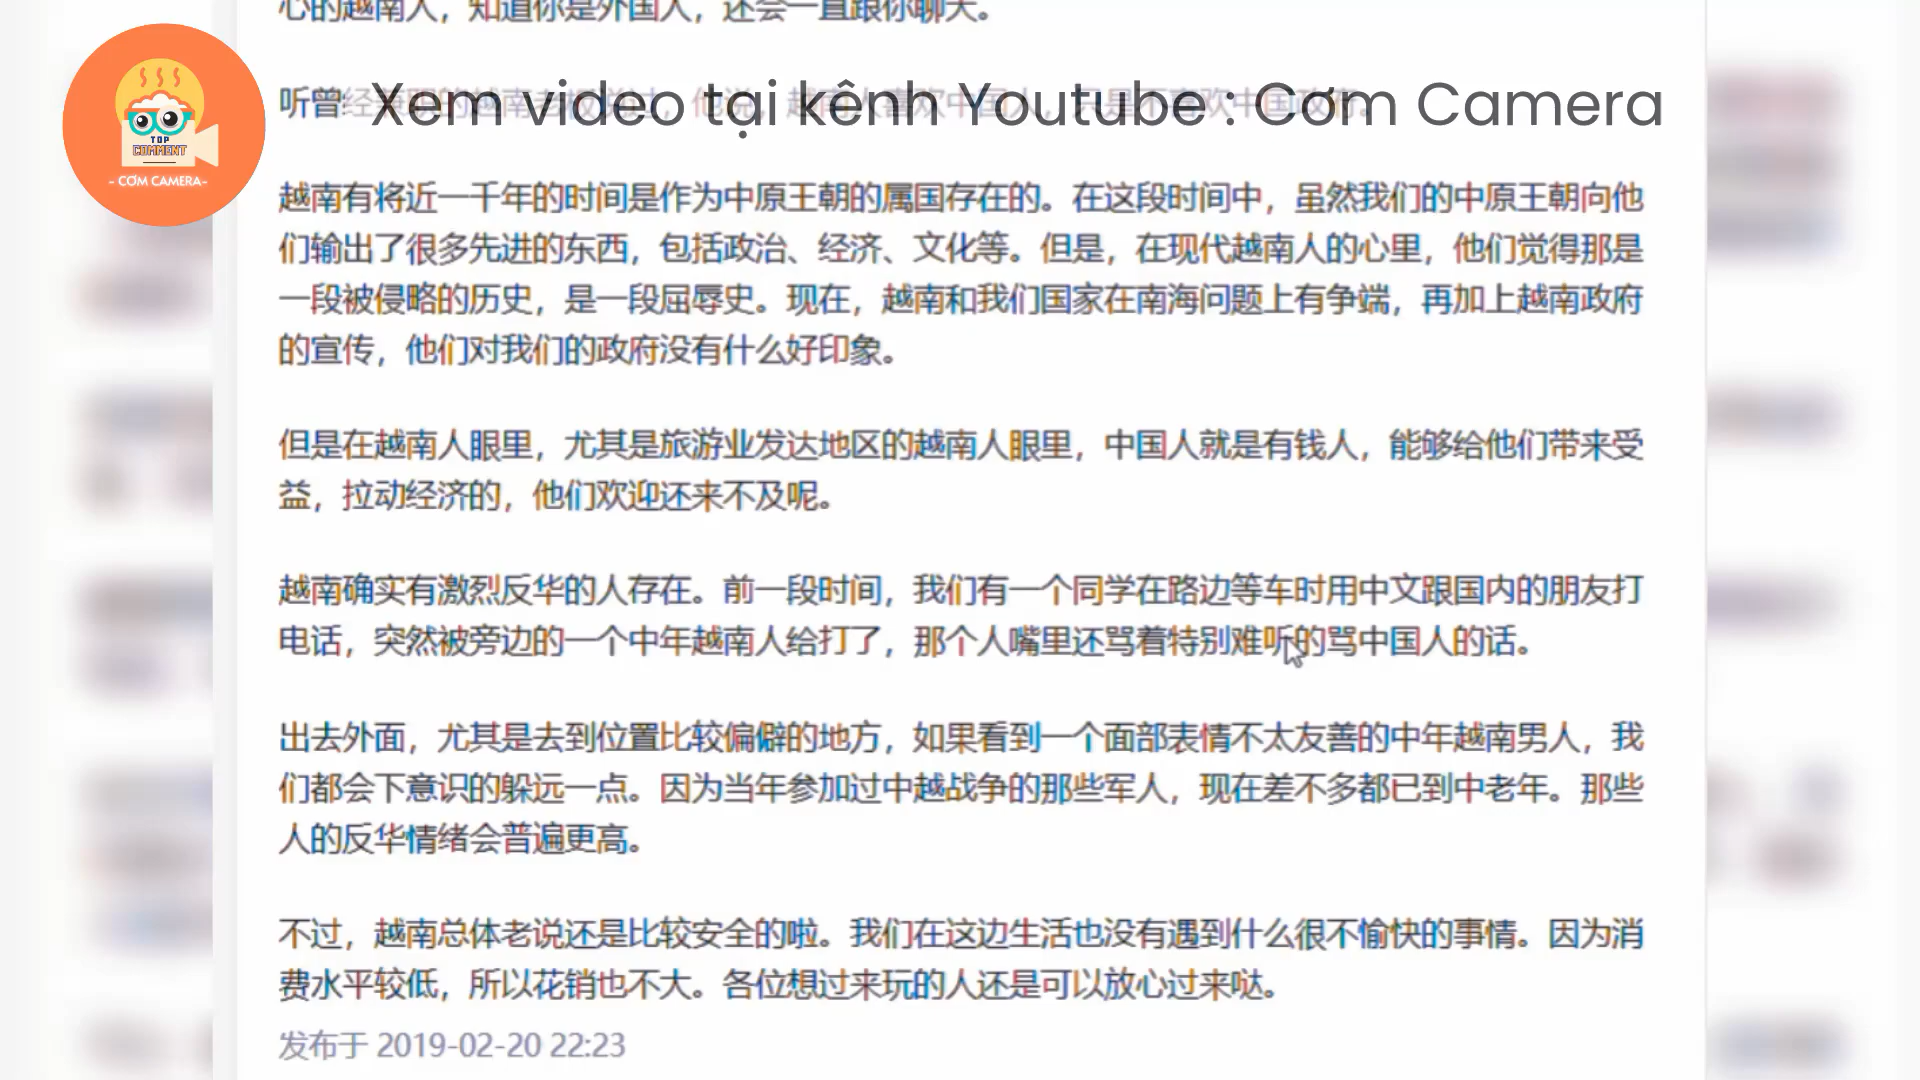 心的越南人，知道你是外国人，还会一直跟你聊天。
Xem video tại kênh Youtube : Cơm Camera
听曾
TOP
COMMENT
- CƠM CAMERA-
越南有将近一千年的时间是作为中原王朝的属国存在的。在这段时间中，虽然我们的中原王朝向他
们输出了很多先进的东西，包括政治、经济、文化等。但是，在现代越南人的心里，他们觉得那是
一段被侵略的历史，是一段屈辱史。现在，越南和我们国家在南海问题上有争端，再加上越南政府
的宣传，他们对我们的政府没有什么好印象。
但是在越南人眼里，尤其是旅游业发达地区的越南人眼里，中国人就是有钱人，能够给他们带来受
益，拉动经济的，他们欢迎还来不及呢。
越南确实有激烈反华的人存在。前一段时间，我们有一个同学在路边等车时用中文跟国内的朋友打
电话，突然被旁边的一个中年越南人给打了，那个人嘴里还骂着特别难听的骂中国人的话。
出去外面，尤其是去到位置比较偏僻的地方，如果看到一个面部表情不太友善的中年越南男人，我
们都会下意识的躲远一点。因为当年参加过中越战争的那些军人，现在差不多都已到中老年。那些
人的反华情绪会普遍更高。
不过，越南总体老说还是比较安全的啦。我们在这边生活也没有遇到什么很不愉快的事情。因为消
费水平较低，所以花销也不大。各位想过来玩的人还是可以放心过来哒。
发布于 2019-02-20 22:23